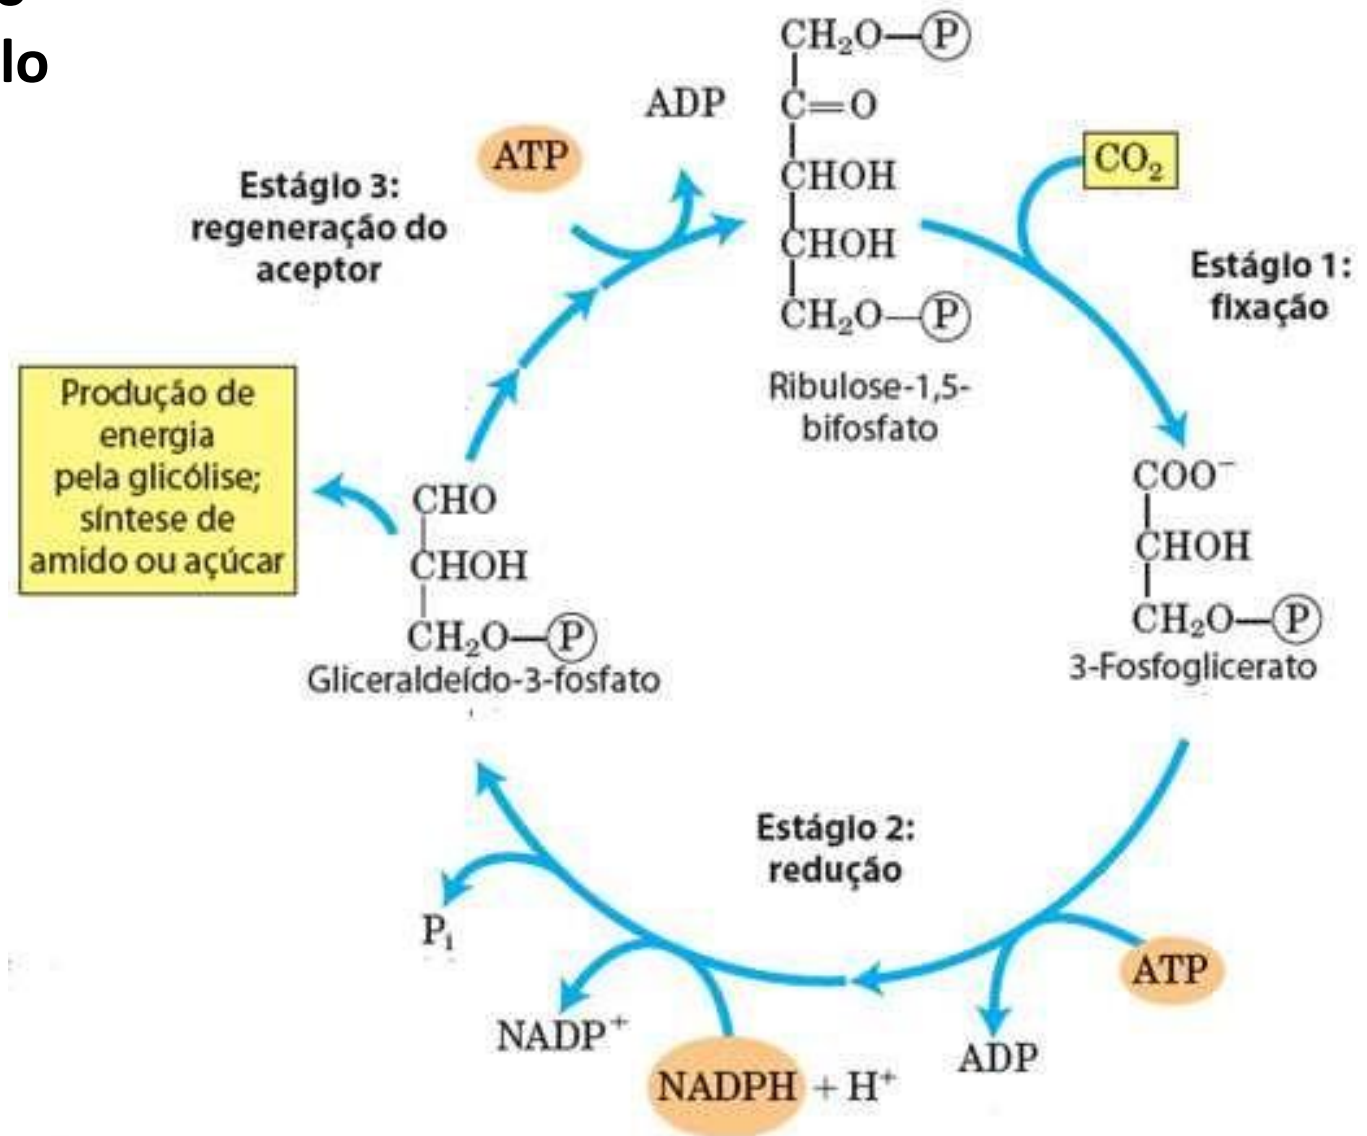 lo
CH₂O—Ⓟ
C=O
CHOH
CHOH
CH₂O—Ⓟ
Ribulose-1,5-
bifosfato
CO₂
Estágio 1:
fixação
COO⁻
CHOH
CH₂O—Ⓟ
3-Fosfoglicerato
Estágio 2:
redução
ATP
ADP
NADPH + H⁺
NADP⁺
Pᵢ
CHO
CHOH
CH₂O—Ⓟ
Gliceraldeído-3-fosfato
Produção de
energia
pela glicólise;
síntese de
amido ou açúcar
Estágio 3:
regeneração do
aceptor
ATP
ADP